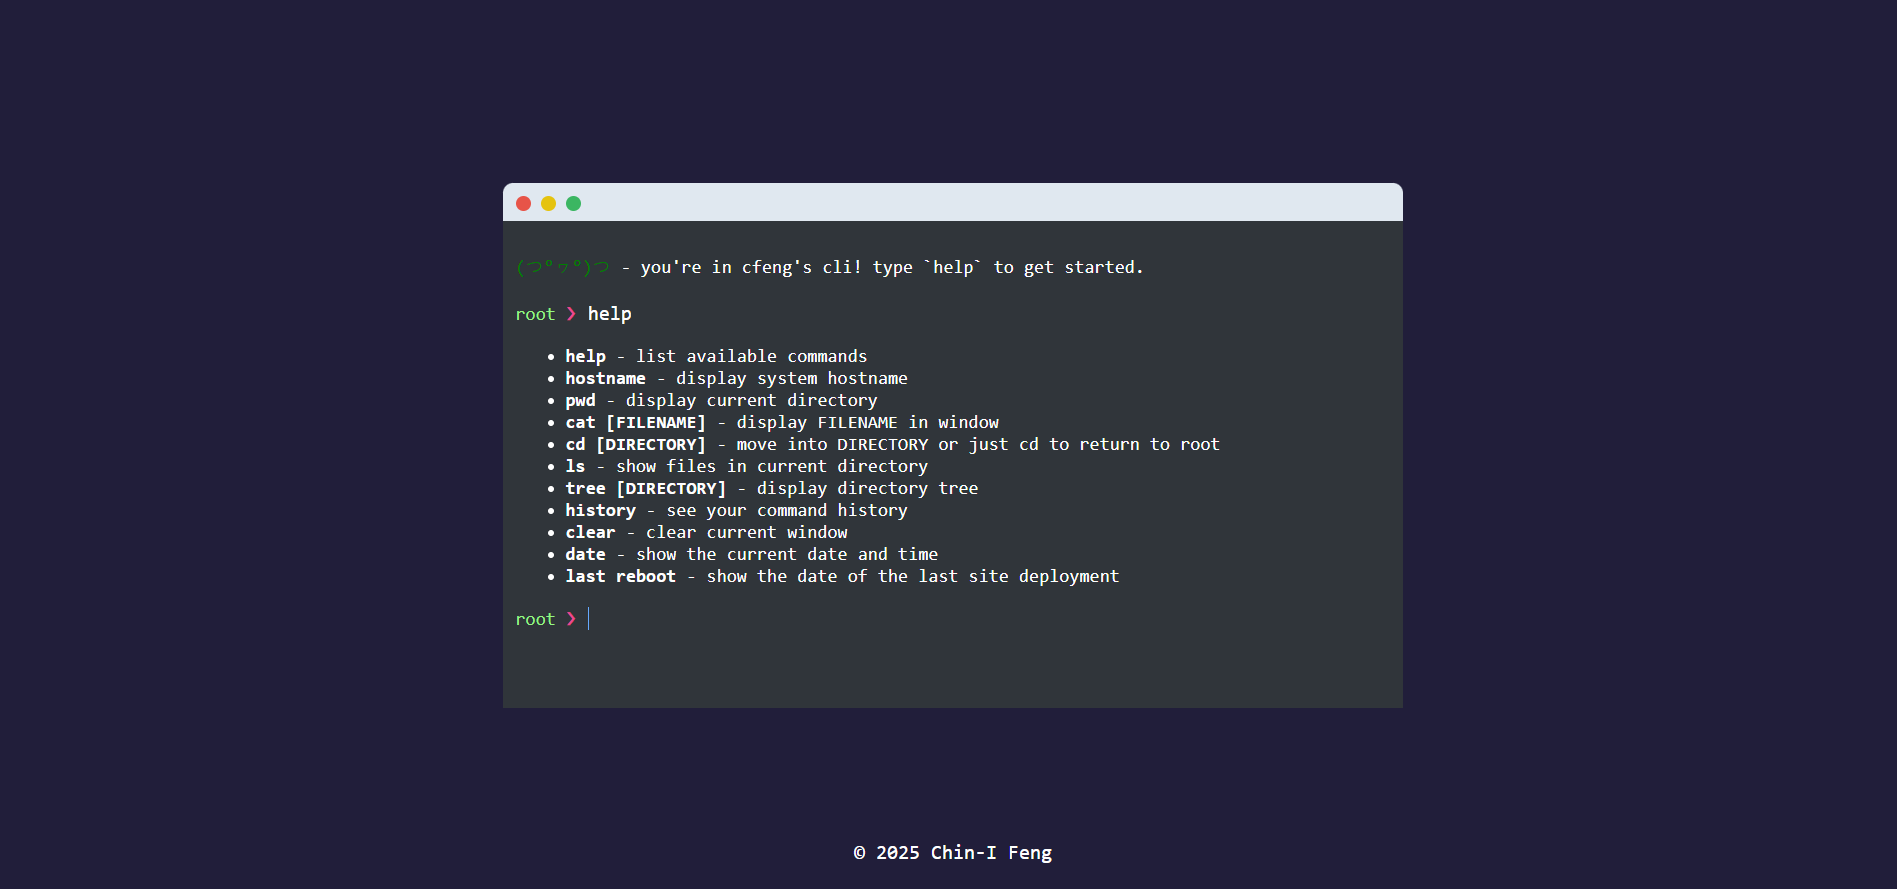 (つ°ヮ°)つ - you're in cfeng's cli! type `help` to get started.
root ❯ help
• help - list available commands
• hostname - display system hostname
• pwd - display current directory
• cat [FILENAME] - display FILENAME in window
• cd [DIRECTORY] - move into DIRECTORY or just cd to return to root
• ls - show files in current directory
• tree [DIRECTORY] - display directory tree
• history - see your command history
• clear - clear current window
• date - show the current date and time
• last reboot - show the date of the last site deployment
root ❯
© 2025 Chin-I Feng